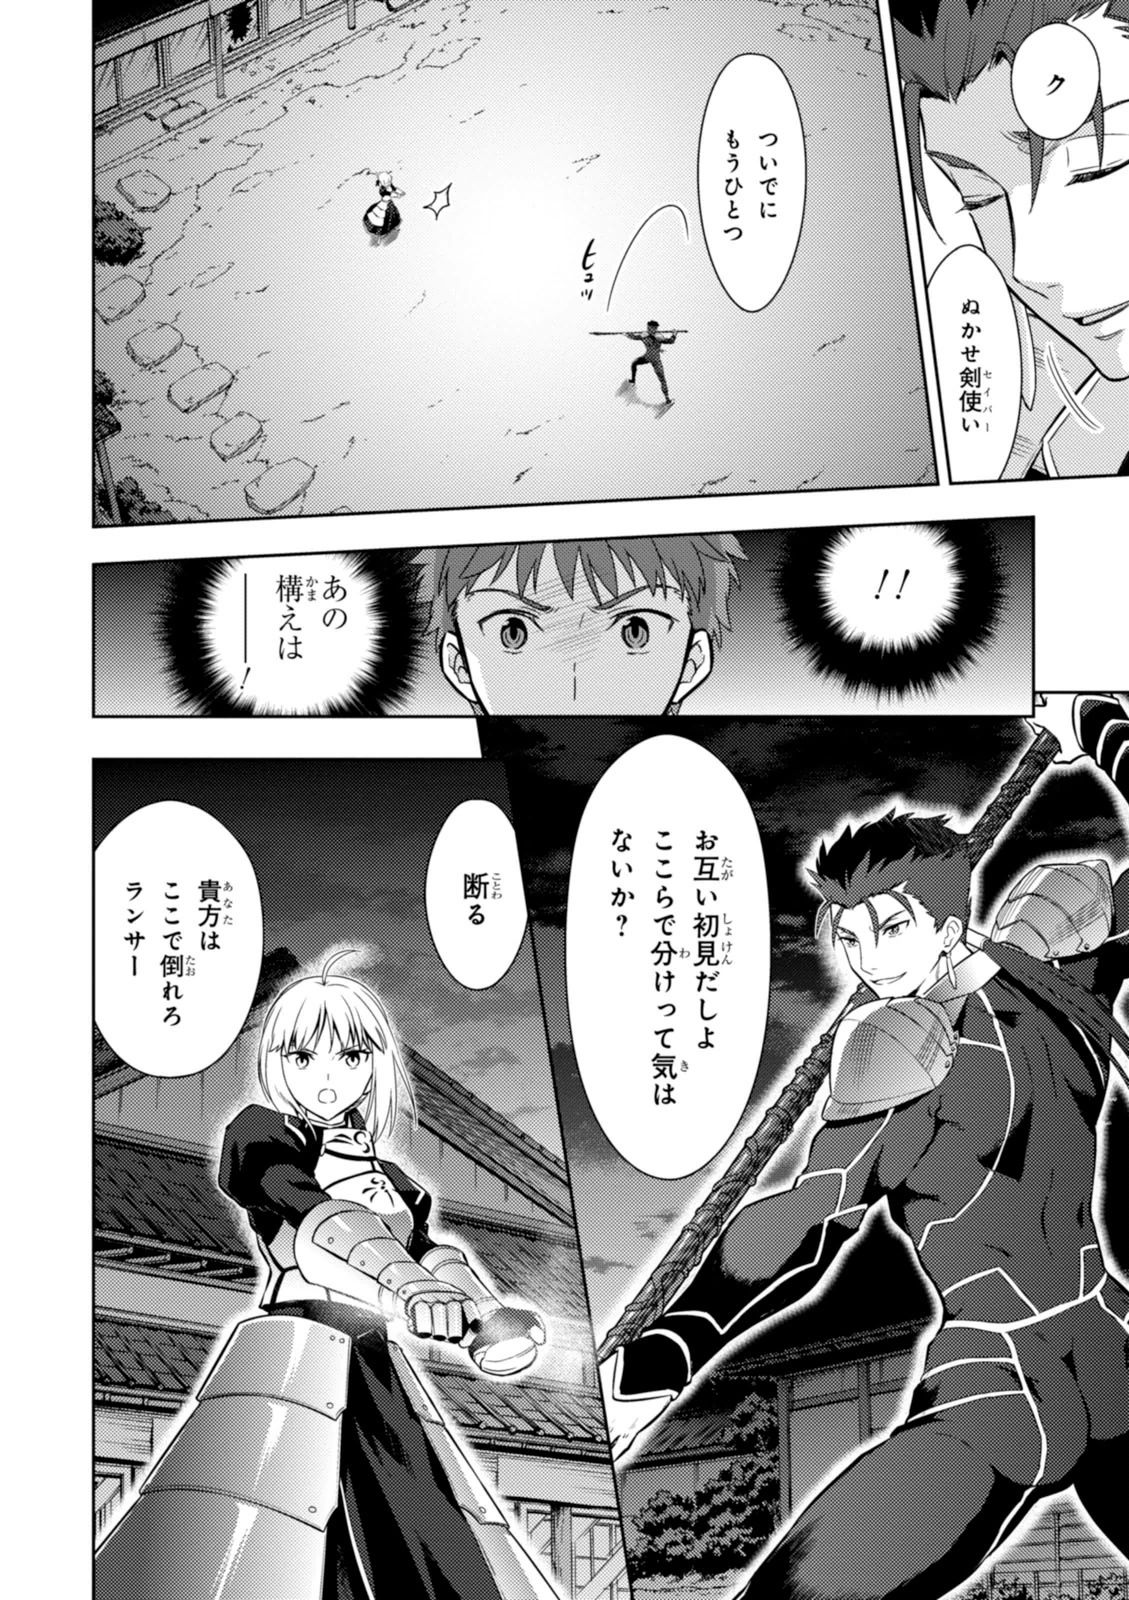 ク
ぬかせ剣使い
セイバー
ついでに
もうひとつ
ヒュッ
！！
あの
構えは
かま
――！
お互い初見だしよ
たが
しょけん
ここらで分けって気は
わ
き
ないか？
断る
ことわ
貴方は
あなた
ここで倒れろ
たお
ランサー